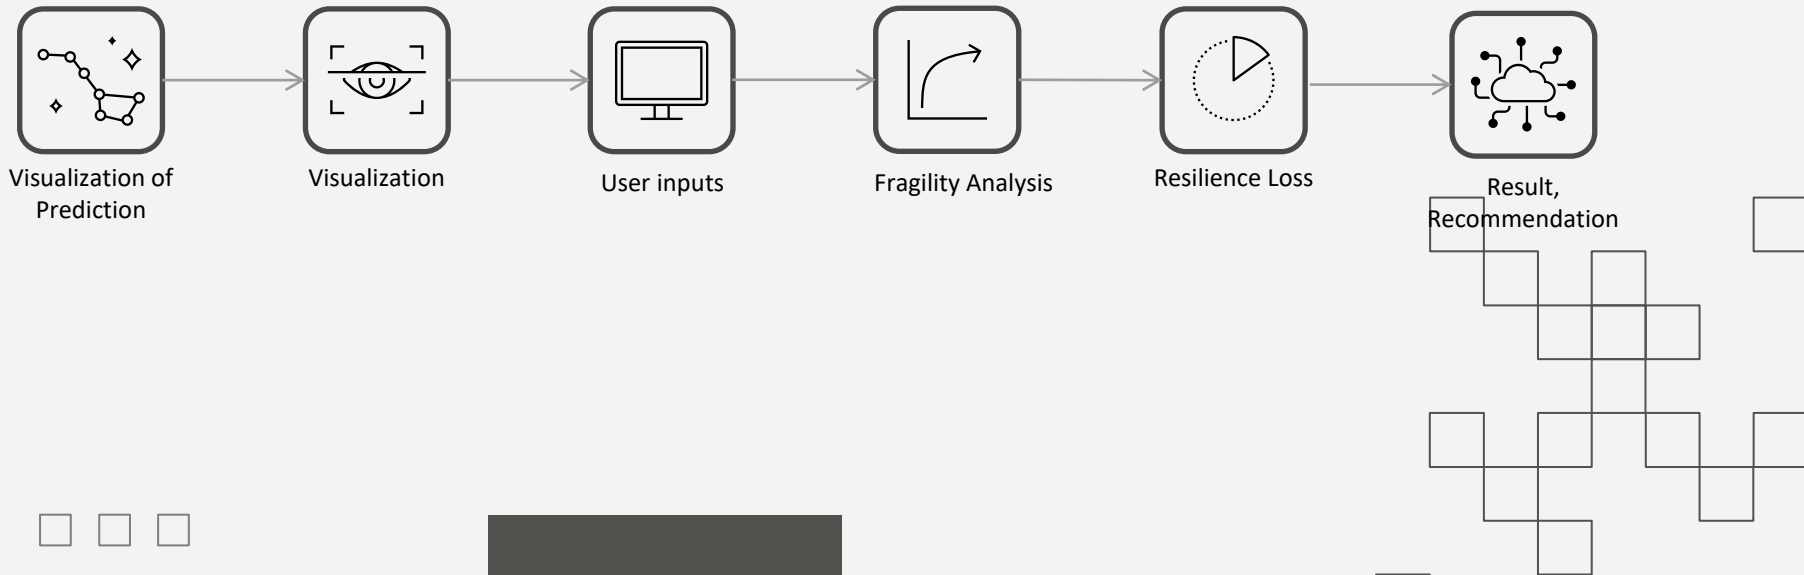 Visualization of
Prediction
Visualization
User inputs
Fragility Analysis
Resilience Loss
Result,
Recommendation